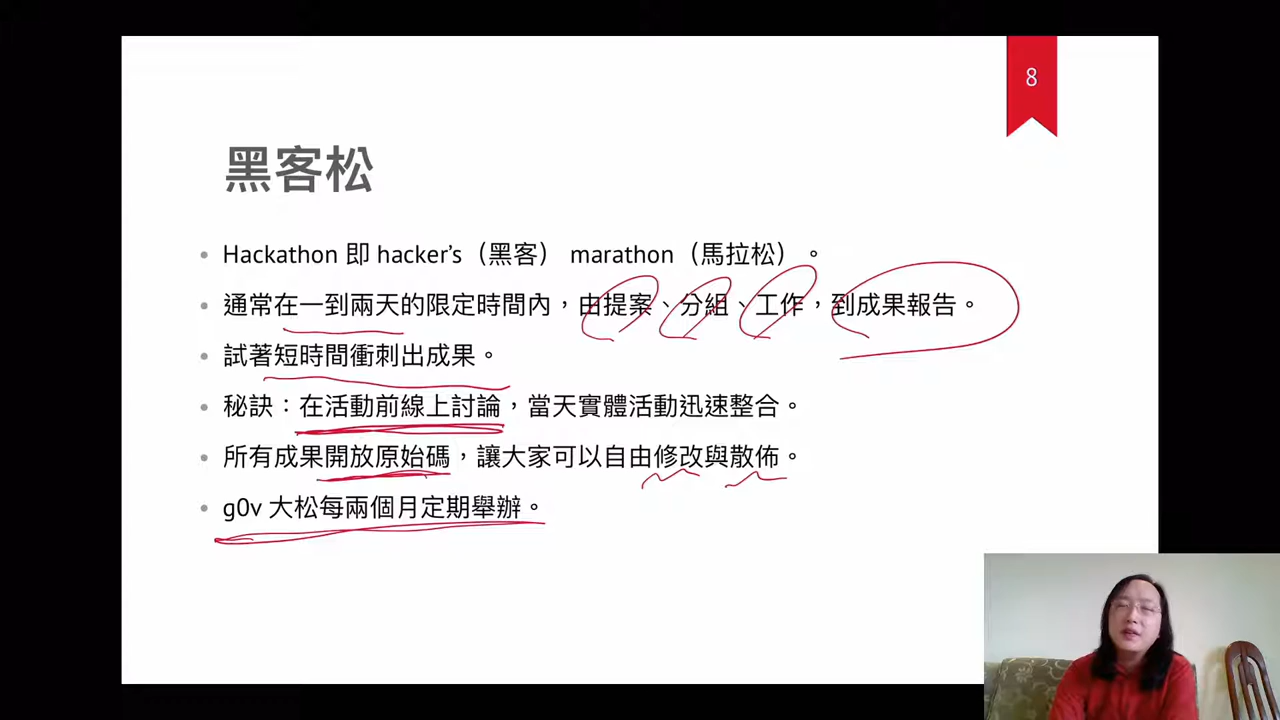 8
黑客松
Hackathon 即 hacker's（黑客） marathon（馬拉松）。
通常在一到兩天的限定時間內，由提案、分組、工作，到成果報告。
試著短時間衝刺出成果。
秘訣：在活動前線上討論，當天實體活動迅速整合。
所有成果開放原始碼，讓大家可以自由修改與散佈。
g0v 大松每兩個月定期舉辦。